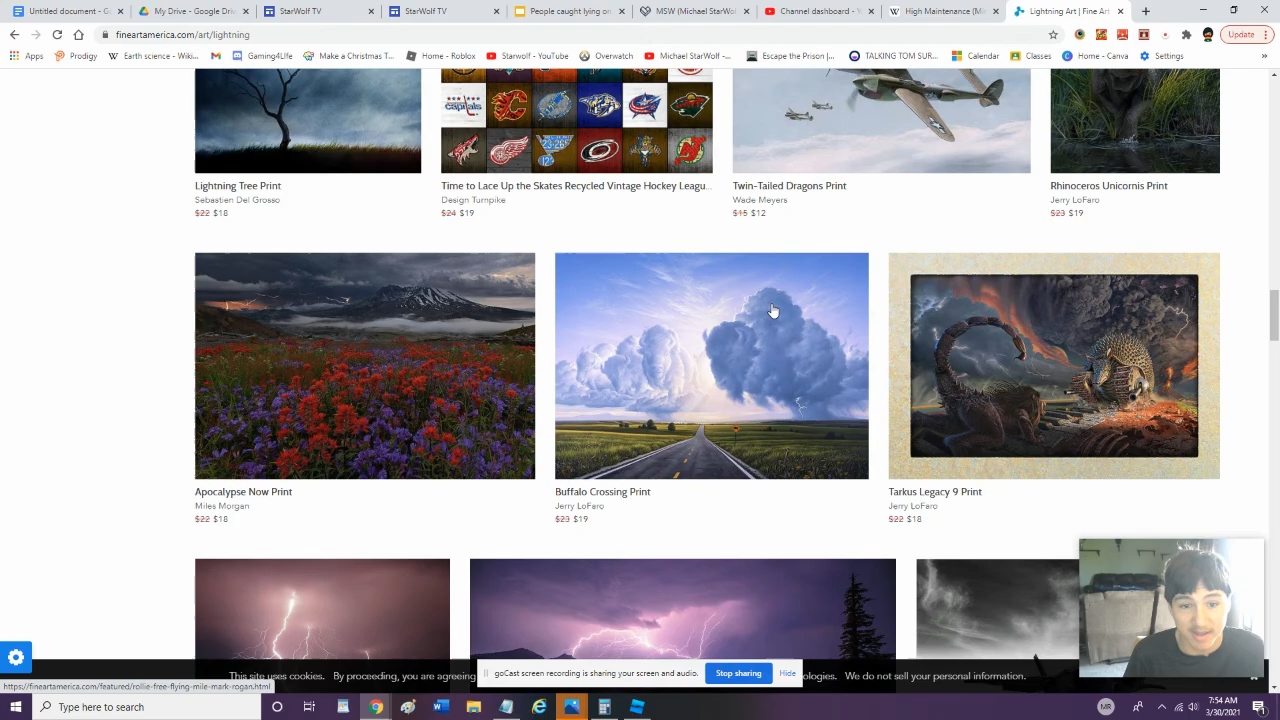 Untitled document - G
My Drive - Google Dri
StarWolf TV
StarWolf TV
People caught lying on
MSW (Michael StarWol
Channel dashboard - Y
High Maintenance (Mi
Lightning Art | Fine Art
fineartamerica.com/art/lightning
Update
Apps
Prodigy
Earth science - Wiki...
Gaming4Life
Make a Christmas T...
Home - Roblox
Starwolf - YouTube
Overwatch
Michael StarWolf -...
Escape the Prison |...
TALKING TOM SUR...
Calendar
Classes
Home - Canva
Settings
capitals
Lightning Tree Print
Sebastien Del Grosso
$22 $18
Time to Lace Up the Skates Recycled Vintage Hockey Leagu...
Design Turnpike
$24 $19
Twin-Tailed Dragons Print
Wade Meyers
$15 $12
Rhinoceros Unicornis Print
Jerry LoFaro
$23 $19
Apocalypse Now Print
Miles Morgan
$22 $18
Buffalo Crossing Print
Jerry LoFaro
$23 $19
Tarkus Legacy 9 Print
Jerry LoFaro
$22 $18
This site uses cookies. By proceeding, you are agreeing
goCast screen recording is sharing your screen and audio.
Stop sharing
Hide
ologies. We do not sell your personal information.
https://fineartamerica.com/featured/rollie-free-flying-mile-mark-rogan.html
Type here to search
MR
7:54 AM
3/30/2021